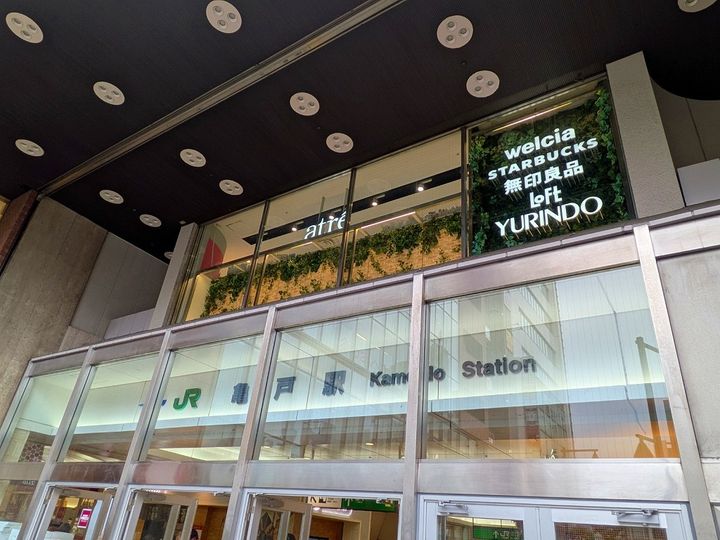 welcia
STARBUCKS
無印良品
LOFT
YURINDO
atré
JR 亀戸駅 Kameido Station